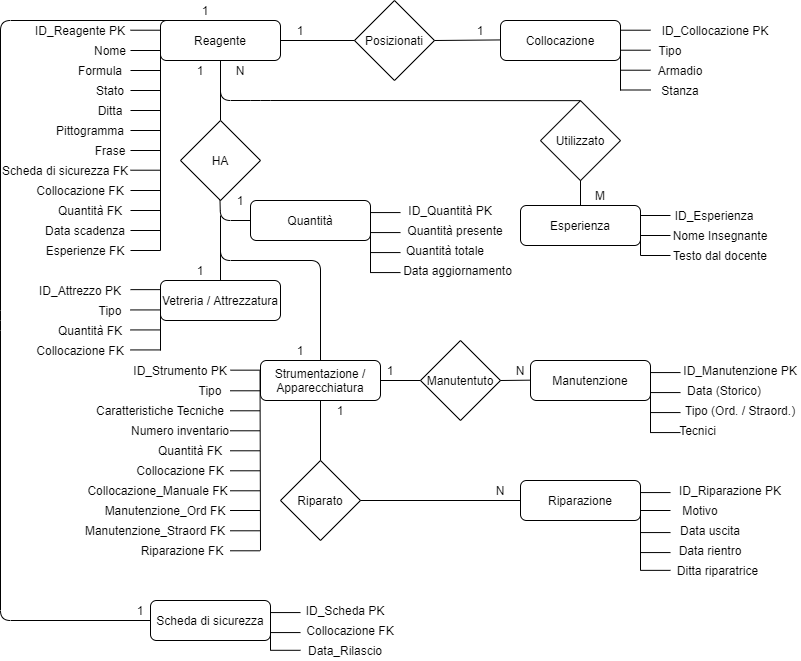 1
ID_Reagente PK
Nome
Formula
Stato
Ditta
Pittogramma
Frase
Scheda di sicurezza FK
Collocazione FK
Quantità FK
Data scadenza
Esperienze FK
Reagente
1
Posizionati
1
Collocazione
ID_Collocazione PK
Tipo
Armadio
Stanza
1
N
HA
Utilizzato
M
Esperienza
ID_Esperienza
Nome Insegnante
Testo dal docente
1
Quantità
ID_Quantità PK
Quantità presente
Quantità totale
Data aggiornamento
1
ID_Attrezzo PK
Tipo
Quantità FK
Collocazione FK
Vetreria / Attrezzatura
1
ID_Strumento PK
Tipo
Caratteristiche Tecniche
Numero inventario
Quantità FK
Collocazione FK
Collocazione_Manuale FK
Manutenzione_Ord FK
Manutenzione_Straord FK
Riparazione FK
Strumentazione /
Apparecchiatura
1
Manutentuto
N
Manutenzione
ID_Manutenzione PK
Data (Storico)
Tipo (Ord. / Straord.)
Tecnici
1
Riparato
N
Riparazione
ID_Riparazione PK
Motivo
Data uscita
Data rientro
Ditta riparatrice
1
Scheda di sicurezza
ID_Scheda PK
Collocazione FK
Data_Rilascio